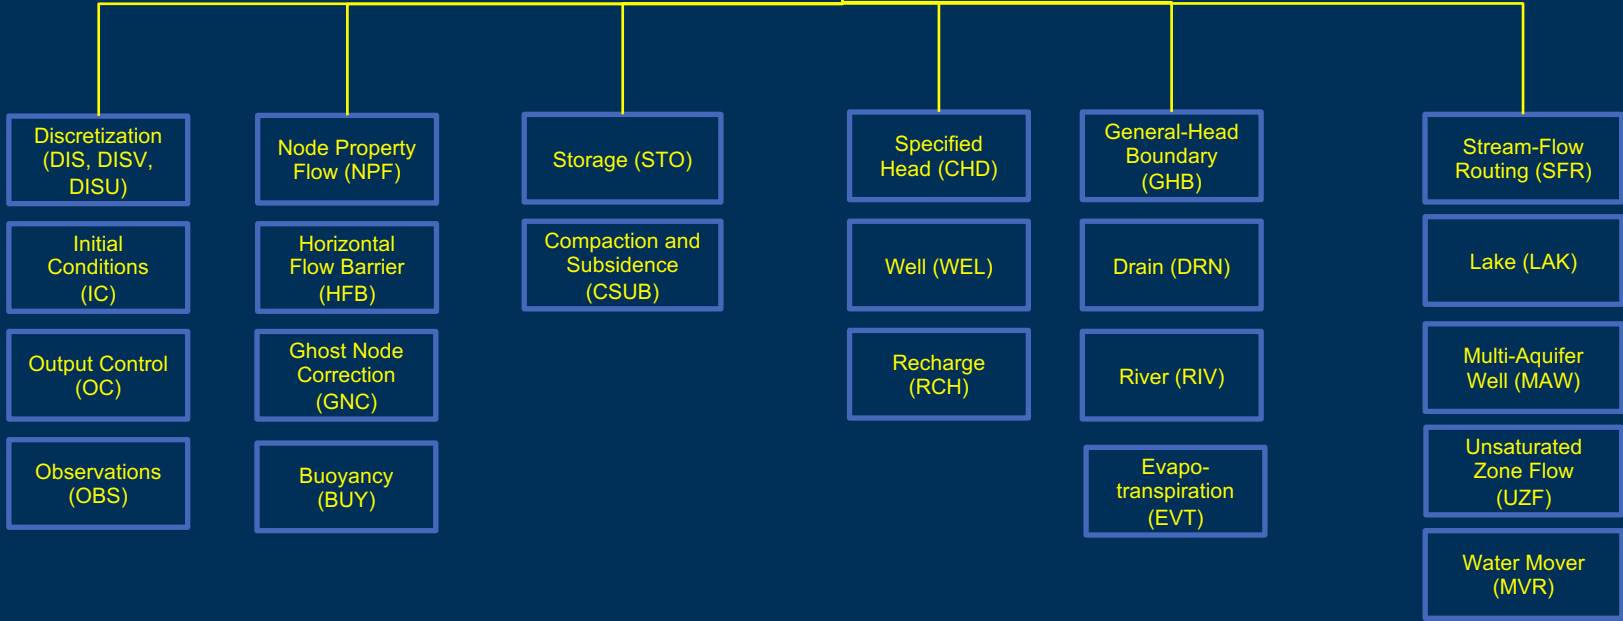 Discretization
(DIS, DISV,
DISU)
Initial
Conditions
(IC)
Output Control
(OC)
Observations
(OBS)
Node Property
Flow (NPF)
Horizontal
Flow Barrier
(HFB)
Ghost Node
Correction
(GNC)
Buoyancy
(BUY)
Storage (STO)
Compaction and
Subsidence
(CSUB)
Specified
Head (CHD)
Well (WEL)
Recharge
(RCH)
General-Head
Boundary
(GHB)
Drain (DRN)
River (RIV)
Evapo-
transpiration
(EVT)
Stream-Flow
Routing (SFR)
Lake (LAK)
Multi-Aquifer
Well (MAW)
Unsaturated
Zone Flow
(UZF)
Water Mover
(MVR)